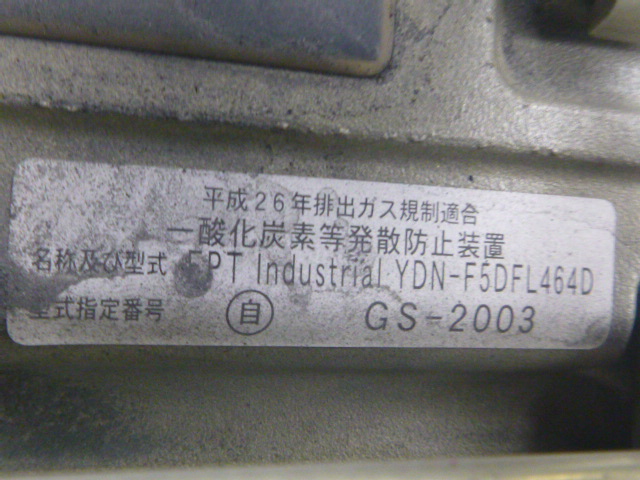 平成26年排出ガス規制適合
一酸化炭素等発散防止装置
名称及び型式 FPT Industrial YDN-F5DFL464D
型式指定番号 自 GS-2003